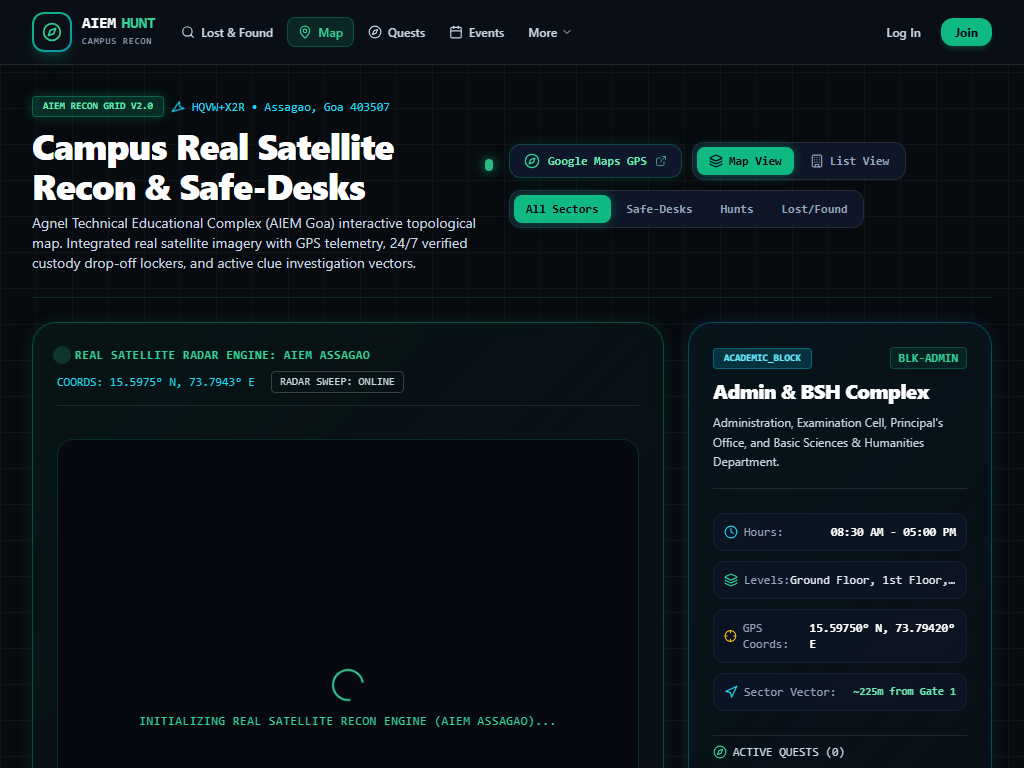 AIEM HUNT
CAMPUS RECON
Lost & Found
Map
Quests
Events
More
Log In
Join
AIEM RECON GRID V2.0
HQVW+X2R • Assagao, Goa 403507
Campus Real Satellite
Recon & Safe-Desks
Agnel Technical Educational Complex (AIEM Goa) interactive topological
map. Integrated real satellite imagery with GPS telemetry, 24/7 verified
custody drop-off lockers, and active clue investigation vectors.
Google Maps GPS
Map View
List View
All Sectors
Safe-Desks
Hunts
Lost/Found
REAL SATELLITE RADAR ENGINE: AIEM ASSAGAO
COORDS: 15.5975° N, 73.7943° E
RADAR SWEEP: ONLINE
INITIALIZING REAL SATELLITE RECON ENGINE (AIEM ASSAGAO)...
ACADEMIC_BLOCK
BLK-ADMIN
Admin & BSH Complex
Administration, Examination Cell, Principal's
Office, and Basic Sciences & Humanities
Department.
Hours: 08:30 AM - 05:00 PM
Levels: Ground Floor, 1st Floor,…
GPS Coords: 15.59750° N, 73.79420° E
Sector Vector: ~225m from Gate 1
ACTIVE QUESTS (0)